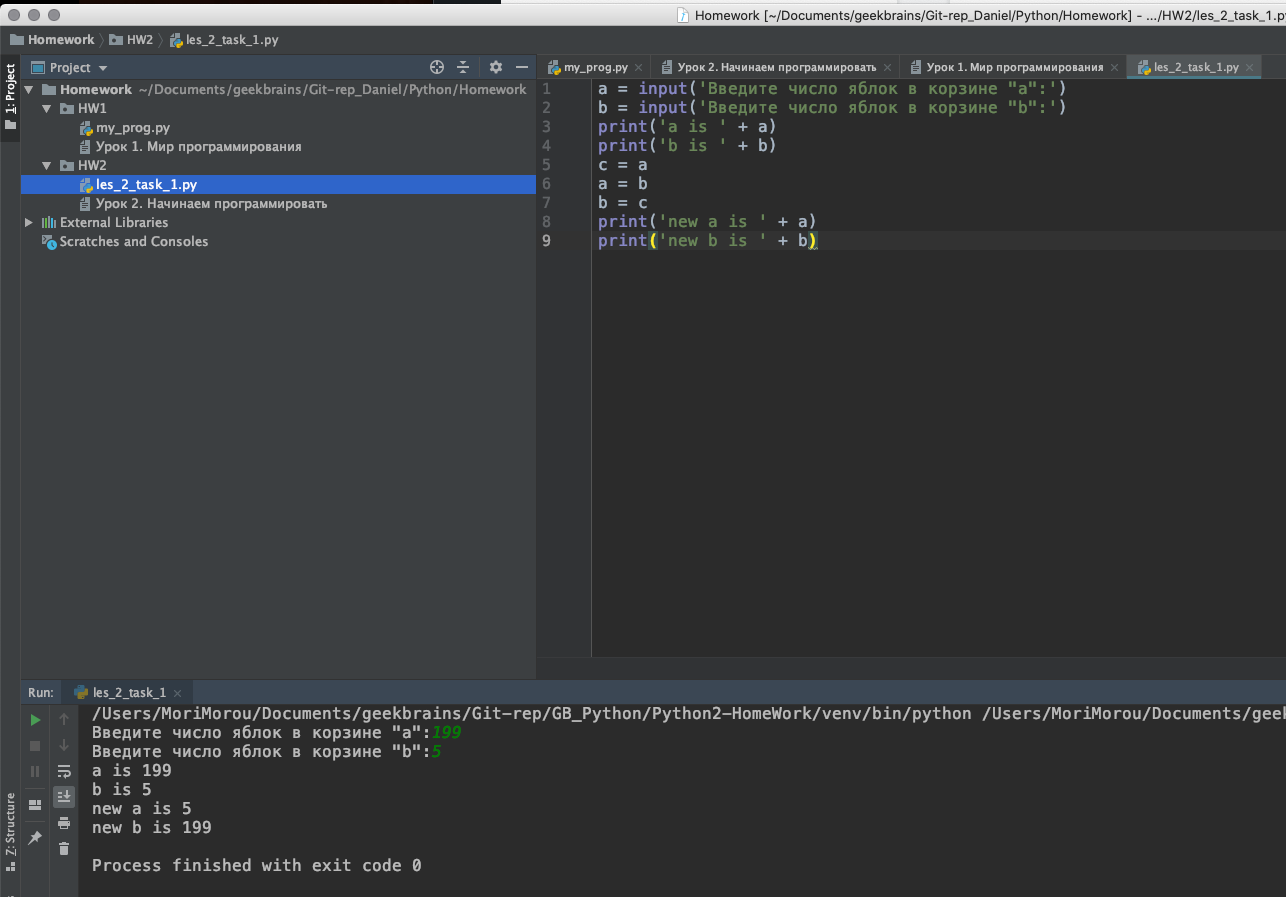 Homework [~/Documents/geekbrains/Git-rep_Daniel/Python/Homework] - .../HW2/les_2_task_1.py
Homework HW2 les_2_task_1.py
1: Project
Project
Homework ~/Documents/geekbrains/Git-rep_Daniel/Python/Homework
HW1
my_prog.py
Урок 1. Мир программирования
HW2
les_2_task_1.py
Урок 2. Начинаем программировать
External Libraries
Scratches and Consoles
my_prog.py Урок 2. Начинаем программировать Урок 1. Мир программирования les_2_task_1.py
1 a = input('Введите число яблок в корзине "a":')
2 b = input('Введите число яблок в корзине "b":')
3 print('a is ' + a)
4 print('b is ' + b)
5 c = a
6 a = b
7 b = c
8 print('new a is ' + a)
9 print('new b is ' + b)
Run: les_2_task_1
/Users/MoriMorou/Documents/geekbrains/Git-rep/GB_Python/Python2-HomeWork/venv/bin/python /Users/MoriMorou/Documents/geek
Введите число яблок в корзине "a":199
Введите число яблок в корзине "b":5
a is 199
b is 5
new a is 5
new b is 199
Process finished with exit code 0
Z: Structure